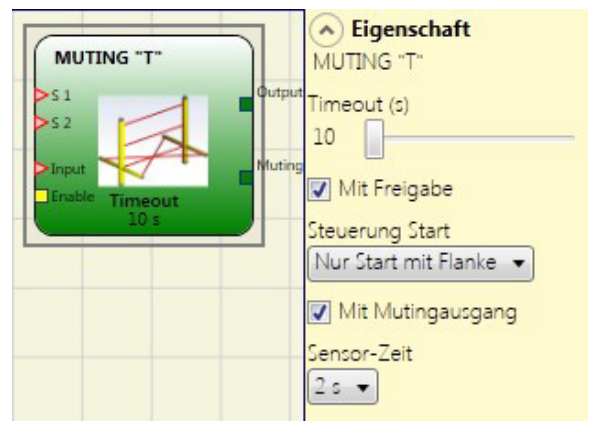 MUTING "T"
S 1
S 2
Input
Enable
Timeout
10 s
Output
Muting
Eigenschaft
MUTING "T"
Timeout (s)
10
Mit Freigabe
Steuerung Start
Nur Start mit Flanke
Mit Mutingausgang
Sensor-Zeit
2 s